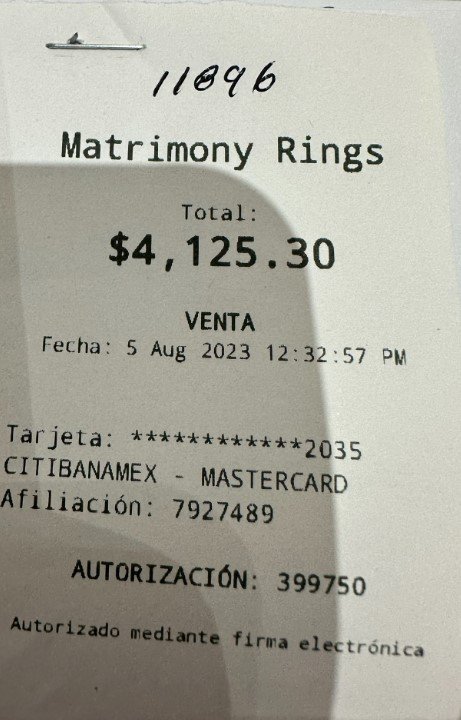 11896
Matrimony Rings
Total:
$4,125.30
VENTA
Fecha: 5 Aug 2023 12:32:57 PM
Tarjeta: ************2035
CITIBANAMEX - MASTERCARD
Afiliación: 7927489
AUTORIZACIÓN: 399750
Autorizado mediante firma electrónica